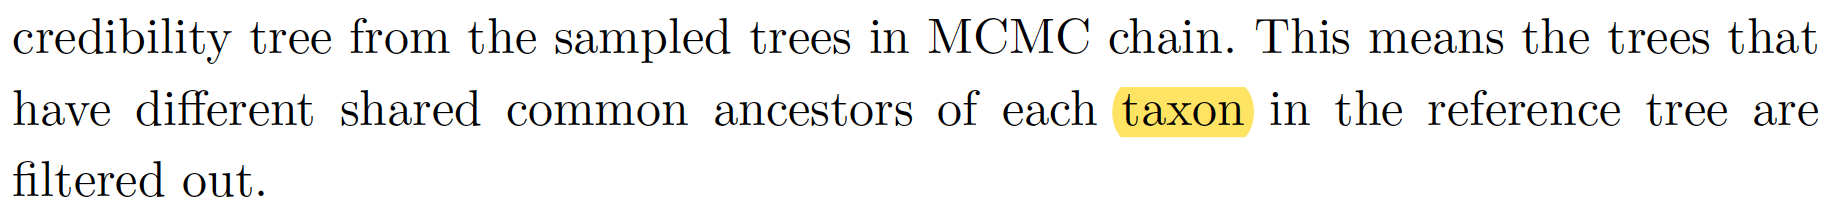 credibility tree from the sampled trees in MCMC chain. This means the trees that
have different shared common ancestors of each taxon in the reference tree are
filtered out.